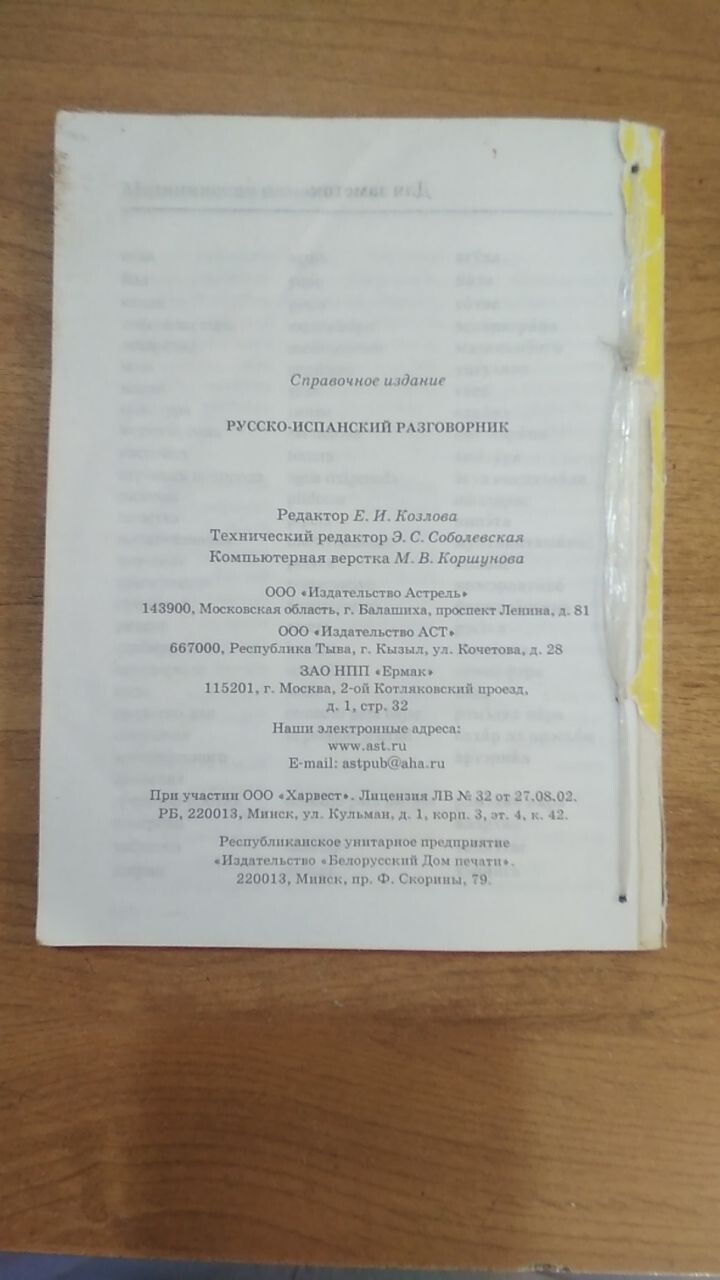 Справочное издание
РУССКО-ИСПАНСКИЙ РАЗГОВОРНИК
Редактор Е. И. Козлова
Технический редактор Э. С. Соболевская
Компьютерная верстка М. В. Коршунова
ООО «Издательство Астрель»
143900, Московская область, г. Балашиха, проспект Ленина, д. 81
ООО «Издательство АСТ»
667000, Республика Тыва, г. Кызыл, ул. Кочетова, д. 28
ЗАО НПП «Ермак»
115201, г. Москва, 2-ой Котляковский проезд,
д. 1, стр. 32
Наши электронные адреса:
www.ast.ru
E-mail: astpub@aha.ru
При участии ООО «Харвест». Лицензия ЛВ № 32 от 27.08.02.
РБ, 220013, Минск, ул. Кульман, д. 1, корп. 3, эт. 4, к. 42.
Республиканское унитарное предприятие
«Издательство «Белорусский Дом печати».
220013, Минск, пр. Ф. Скорины, 79.